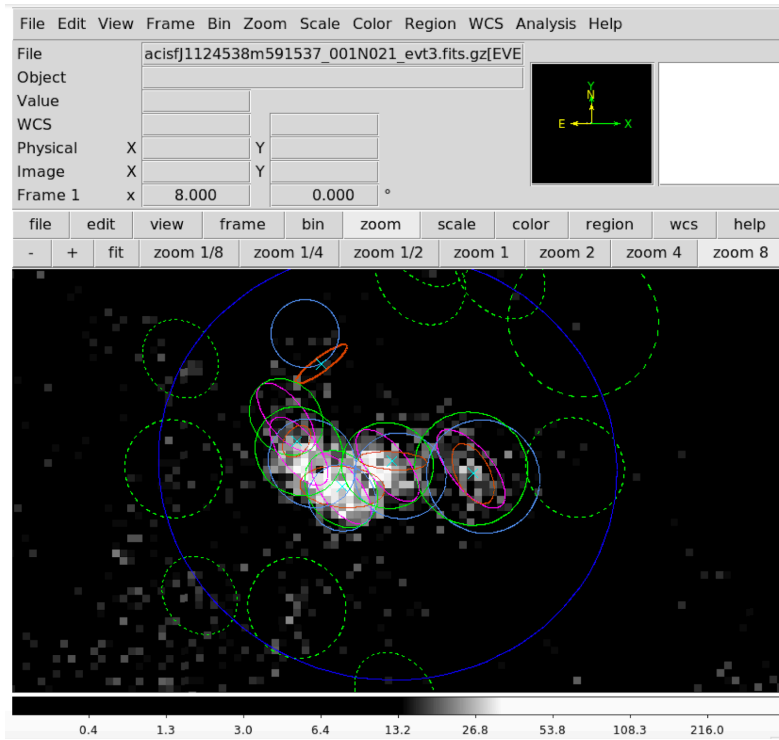 File Edit View Frame Bin Zoom Scale Color Region WCS Analysis Help
File acisfJ1124538m591537_001N021_evt3.fits.gz[EVE
Object
Value
WCS
Physical X Y
Image X Y
Frame 1 x 8.000 0.000 °
Y
N
E X
file edit view frame bin zoom scale color region wcs help
- + fit zoom 1/8 zoom 1/4 zoom 1/2 zoom 1 zoom 2 zoom 4 zoom 8
0.4 1.3 3.0 6.4 13.2 26.8 53.8 108.3 216.0